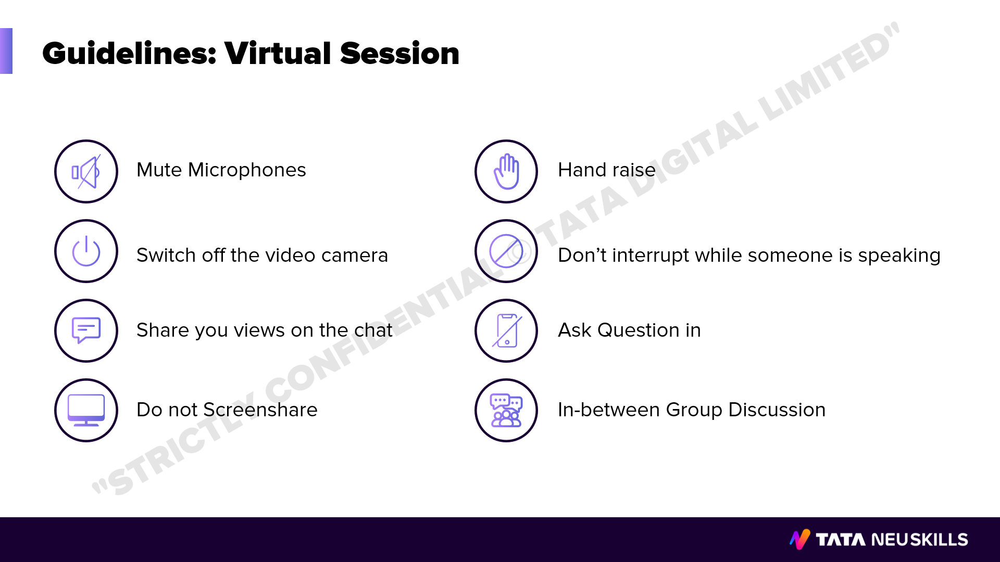 Guidelines: Virtual Session
Mute Microphones
Switch off the video camera
Share you views on the chat
Do not Screenshare
Hand raise
Don’t interrupt while someone is speaking
Ask Question in
In-between Group Discussion
"STRICTLY CONFIDENTIAL © TATA DIGITAL LIMITED"
TATA NEUSKILLS